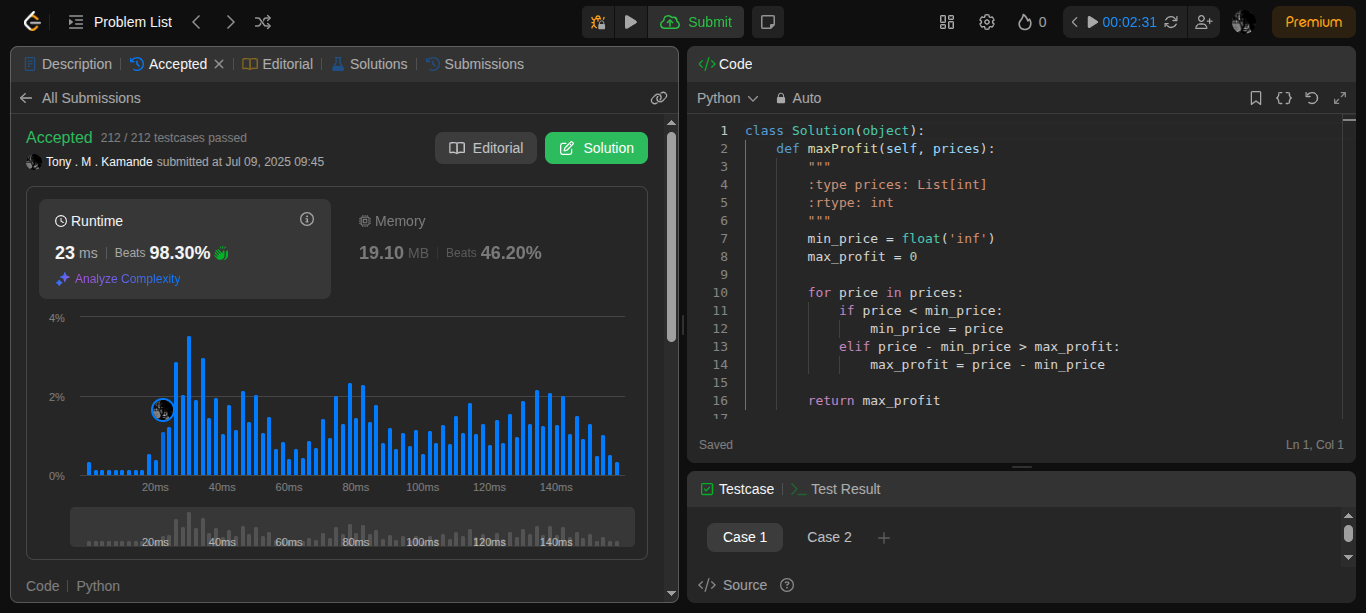 Problem List
Submit
0
00:02:31
Premium
Description
Accepted
Editorial
Solutions
Submissions
All Submissions
Accepted 212 / 212 testcases passed
Tony . M . Kamande submitted at Jul 09, 2025 09:45
Editorial
Solution
Runtime
23 ms Beats 98.30%
Analyze Complexity
Memory
19.10 MB Beats 46.20%
4%
2%
0%
20ms 40ms 60ms 80ms 100ms 120ms 140ms
20ms 40ms 60ms 80ms 100ms 120ms 140ms
Code Python
</> Code
Python Auto
1 class Solution(object):
2 def maxProfit(self, prices):
3 """
4 :type prices: List[int]
5 :rtype: int
6 """
7 min_price = float('inf')
8 max_profit = 0
9
10 for price in prices:
11 if price < min_price:
12 min_price = price
13 elif price - min_price > max_profit:
14 max_profit = price - min_price
15
16 return max_profit
17
Saved
Ln 1, Col 1
Testcase
>_ Test Result
Case 1
Case 2
+
</> Source ?